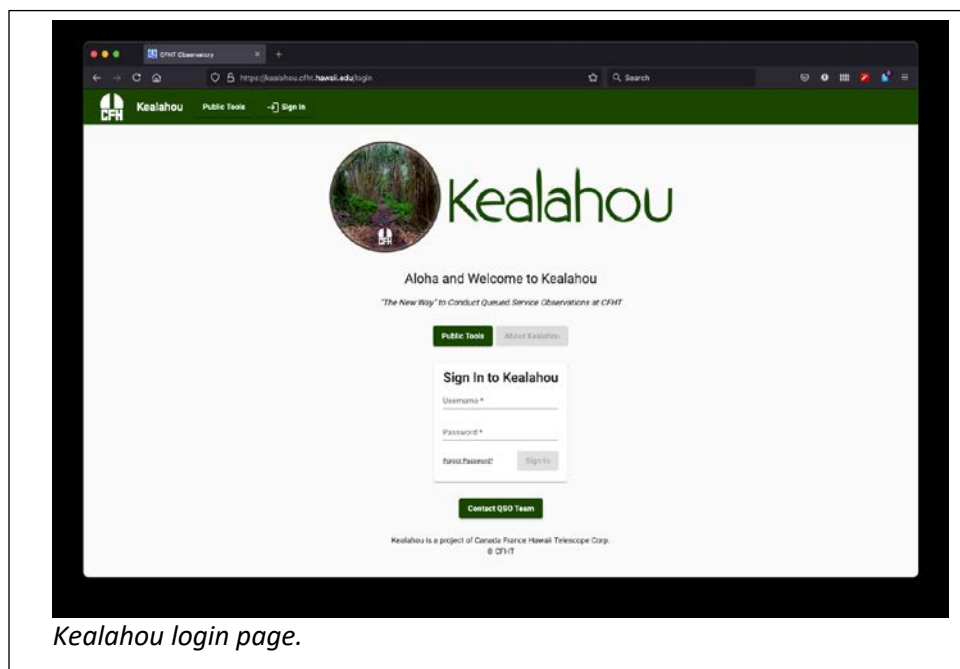 CFHT Observatory
https://kealahou.cfht.hawaii.edu/login
Search
CFH
Kealahou
Public Tools
Sign In
CFH
Kealahou
Aloha and Welcome to Kealahou
"The New Way" to Conduct Queued Service Observations at CFHT
Public Tools
About Kealahou
Sign In to Kealahou
Username *
Password *
Forgot Password?
Sign In
Contact QSO Team
Kealahou is a project of Canada France Hawaii Telescope Corp.
© CFHT
Kealahou login page.